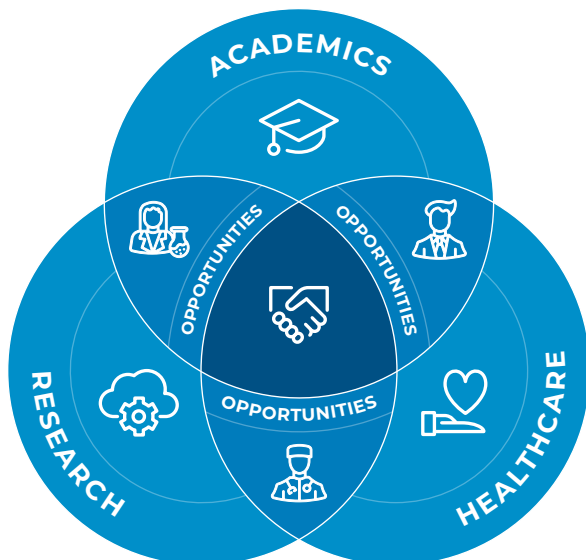 ACADEMICS
OPPORTUNITIES
OPPORTUNITIES
RESEARCH
HEALTHCARE
OPPORTUNITIES